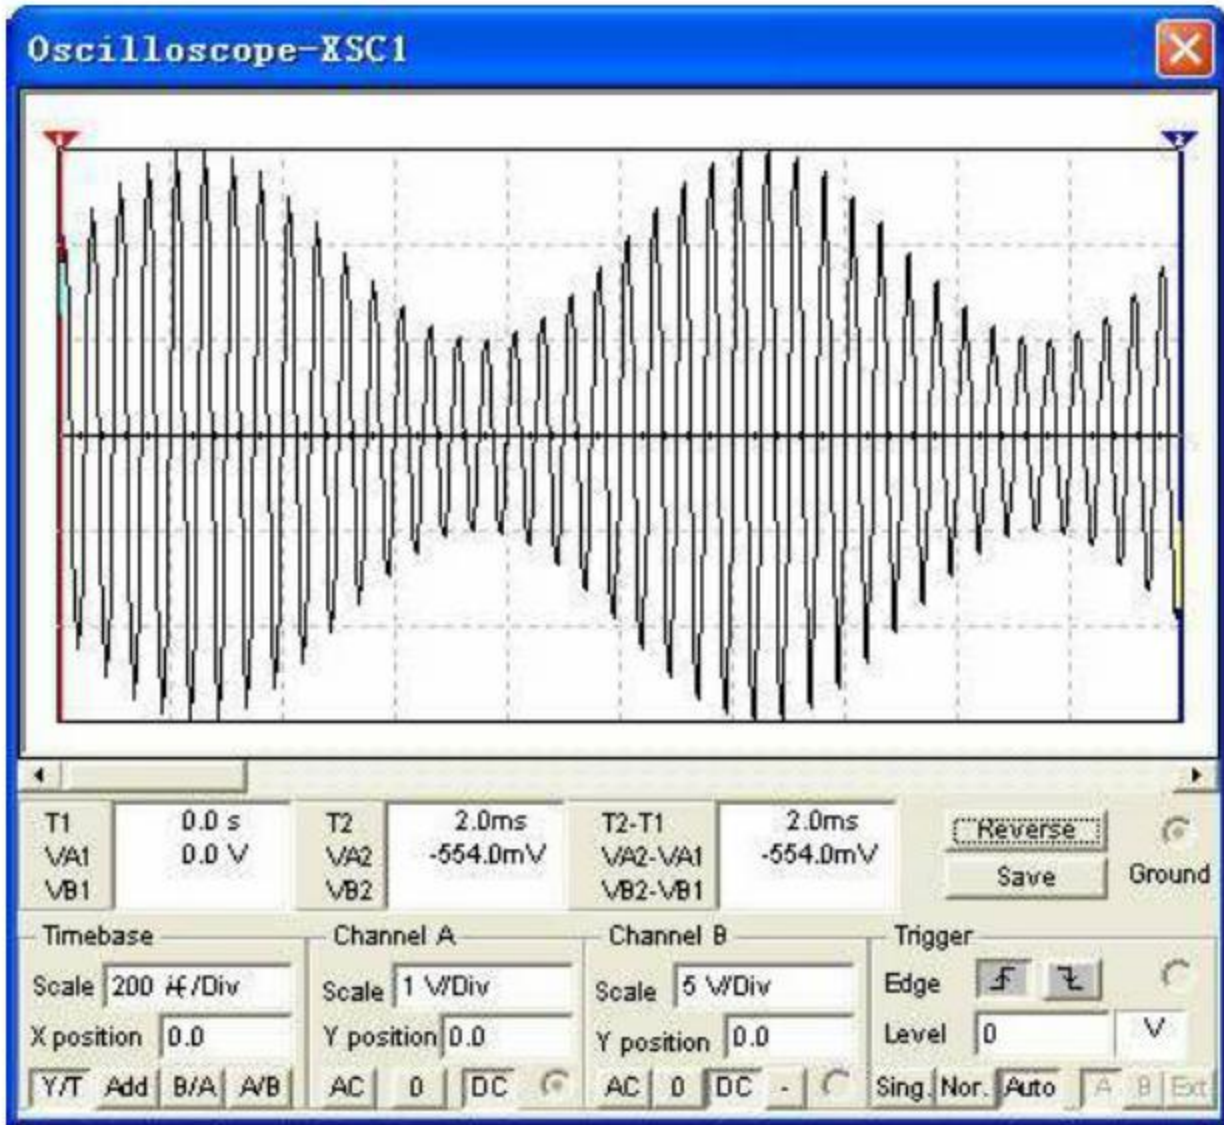 Oscilloscope-XSC1
T1 0.0 s T2 2.0ms T2-T1 2.0ms
VA1 0.0 V VA2 -554.0mV VA2-VA1 -554.0mV
VB1 VB2 VB2-VB1
Reverse
Save
Ground
Timebase Channel A Channel B Trigger
Scale 200 /Div Scale 1 V/Div Scale 5 V/Div Edge
X position 0.0 Y position 0.0 Y position 0.0 Level 0 V
Y/T Add B/A A/B AC 0 DC AC 0 DC - Sing. Nor. Auto A B Ext